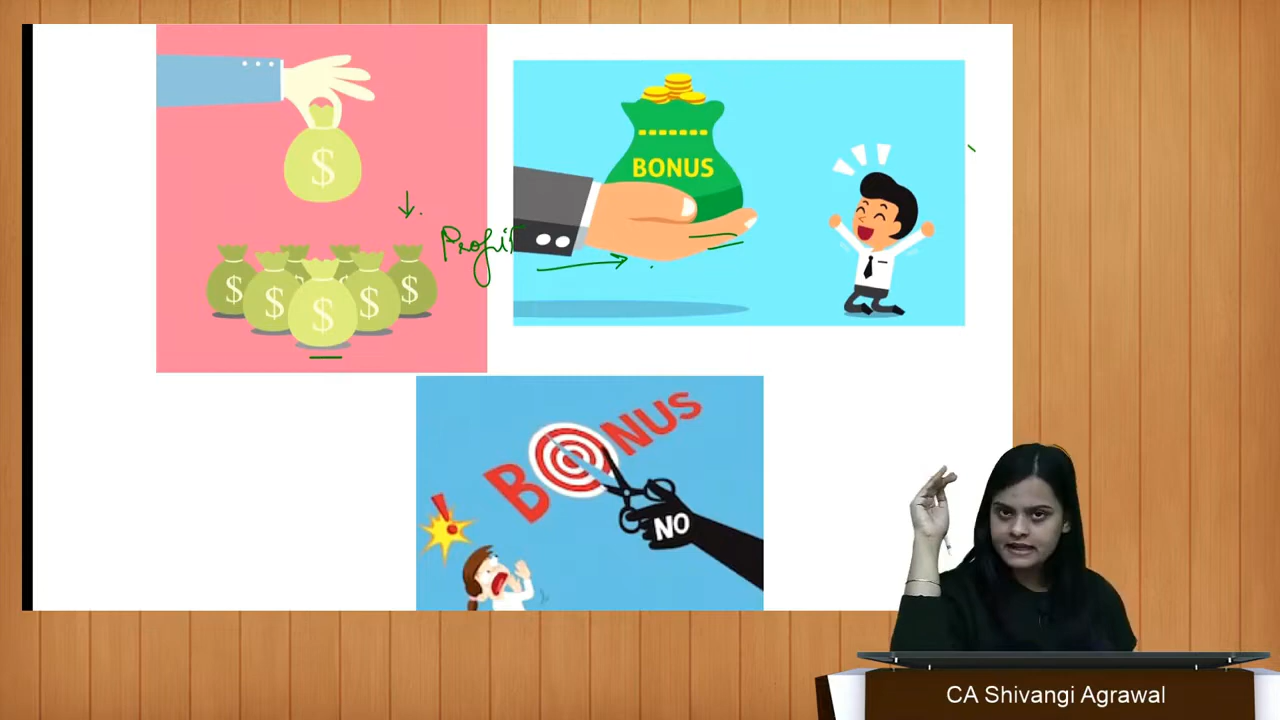 $
$ $ $ $ $
Profit
BONUS
BONUS
NO
!
CA Shivangi Agrawal